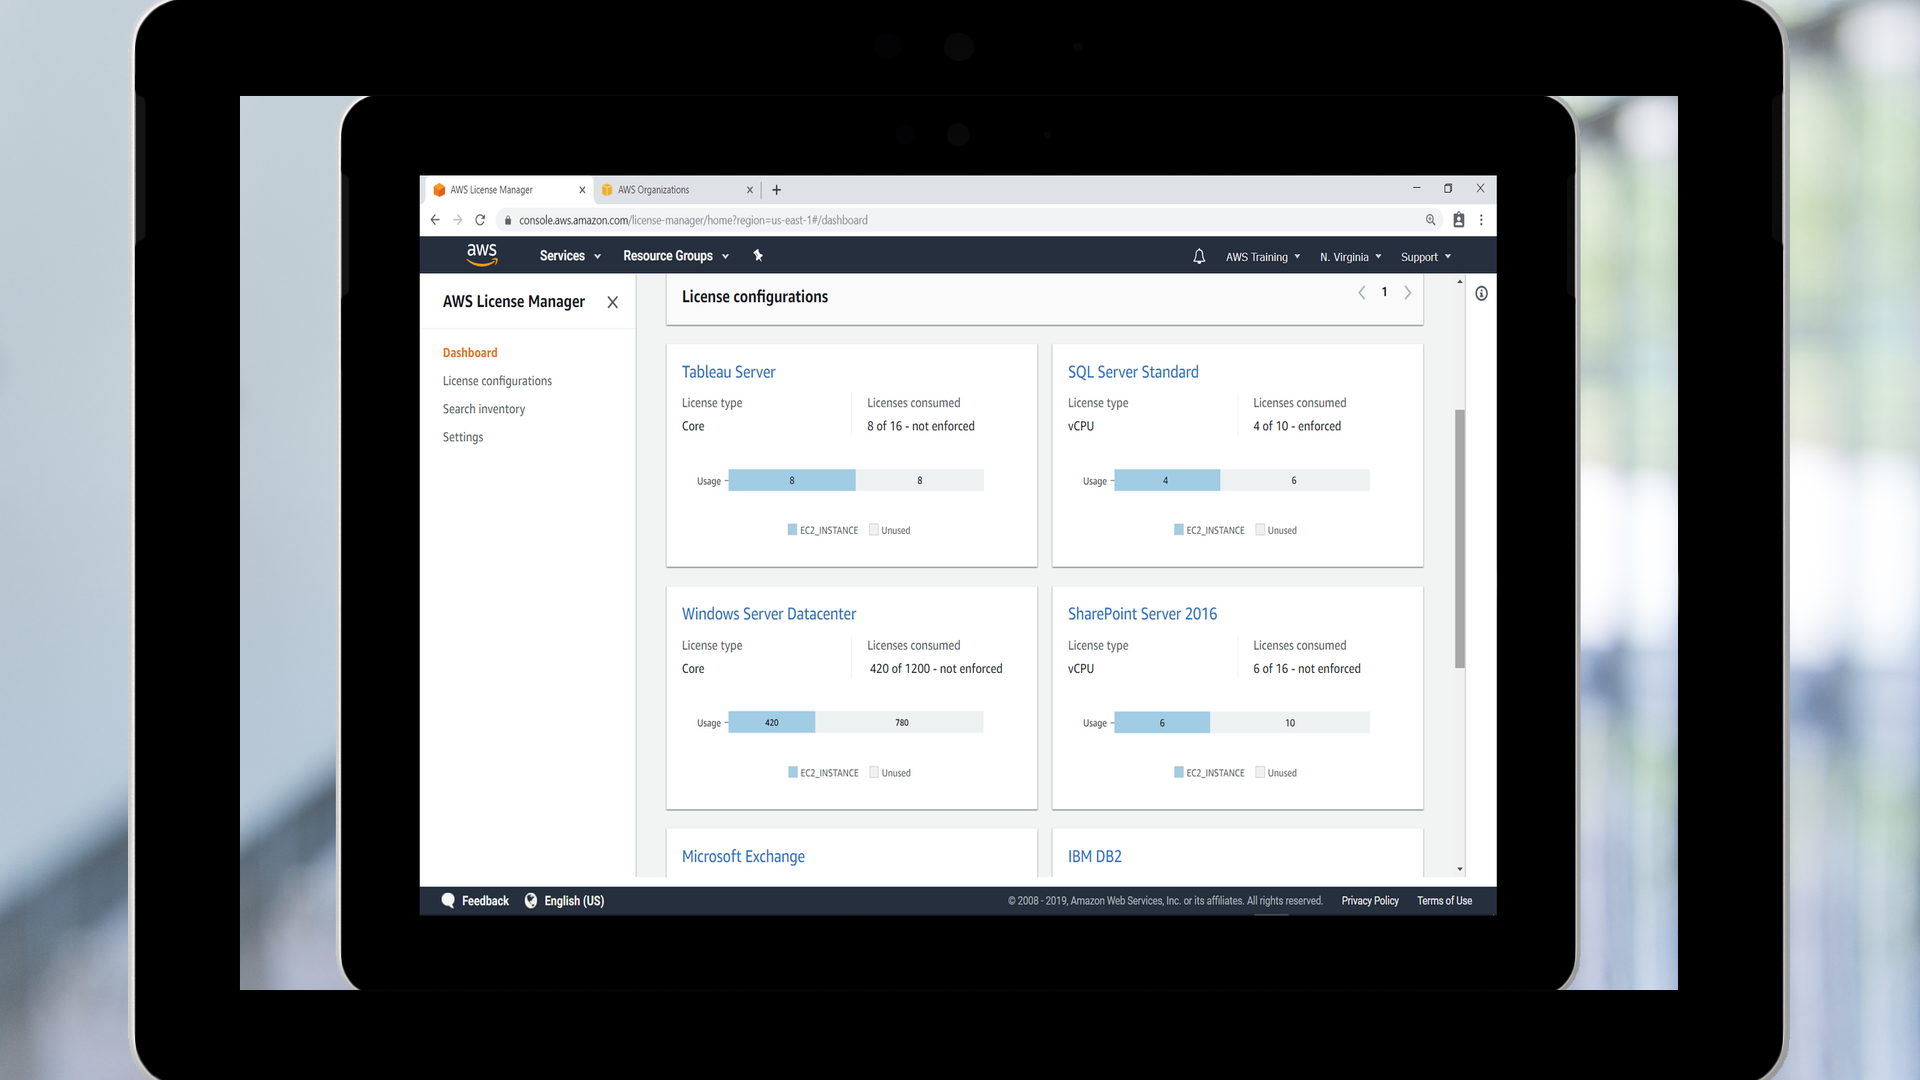 AWS License Manager
AWS Organizations
console.aws.amazon.com/license-manager/home?region=us-east-1#/dashboard
aws Services Resource Groups AWS Training N. Virginia Support
AWS License Manager
Dashboard
License configurations
Search inventory
Settings
License configurations
1
Tableau Server
License type Licenses consumed
Core 8 of 16 - not enforced
Usage 8 8
EC2_INSTANCE Unused
SQL Server Standard
License type Licenses consumed
vCPU 4 of 10 - enforced
Usage 4 6
EC2_INSTANCE Unused
Windows Server Datacenter
License type Licenses consumed
Core 420 of 1200 - not enforced
Usage 420 780
EC2_INSTANCE Unused
SharePoint Server 2016
License type Licenses consumed
vCPU 6 of 16 - not enforced
Usage 6 10
EC2_INSTANCE Unused
Microsoft Exchange
IBM DB2
Feedback English (US) © 2008 - 2019, Amazon Web Services, Inc. or its affiliates. All rights reserved. Privacy Policy Terms of Use